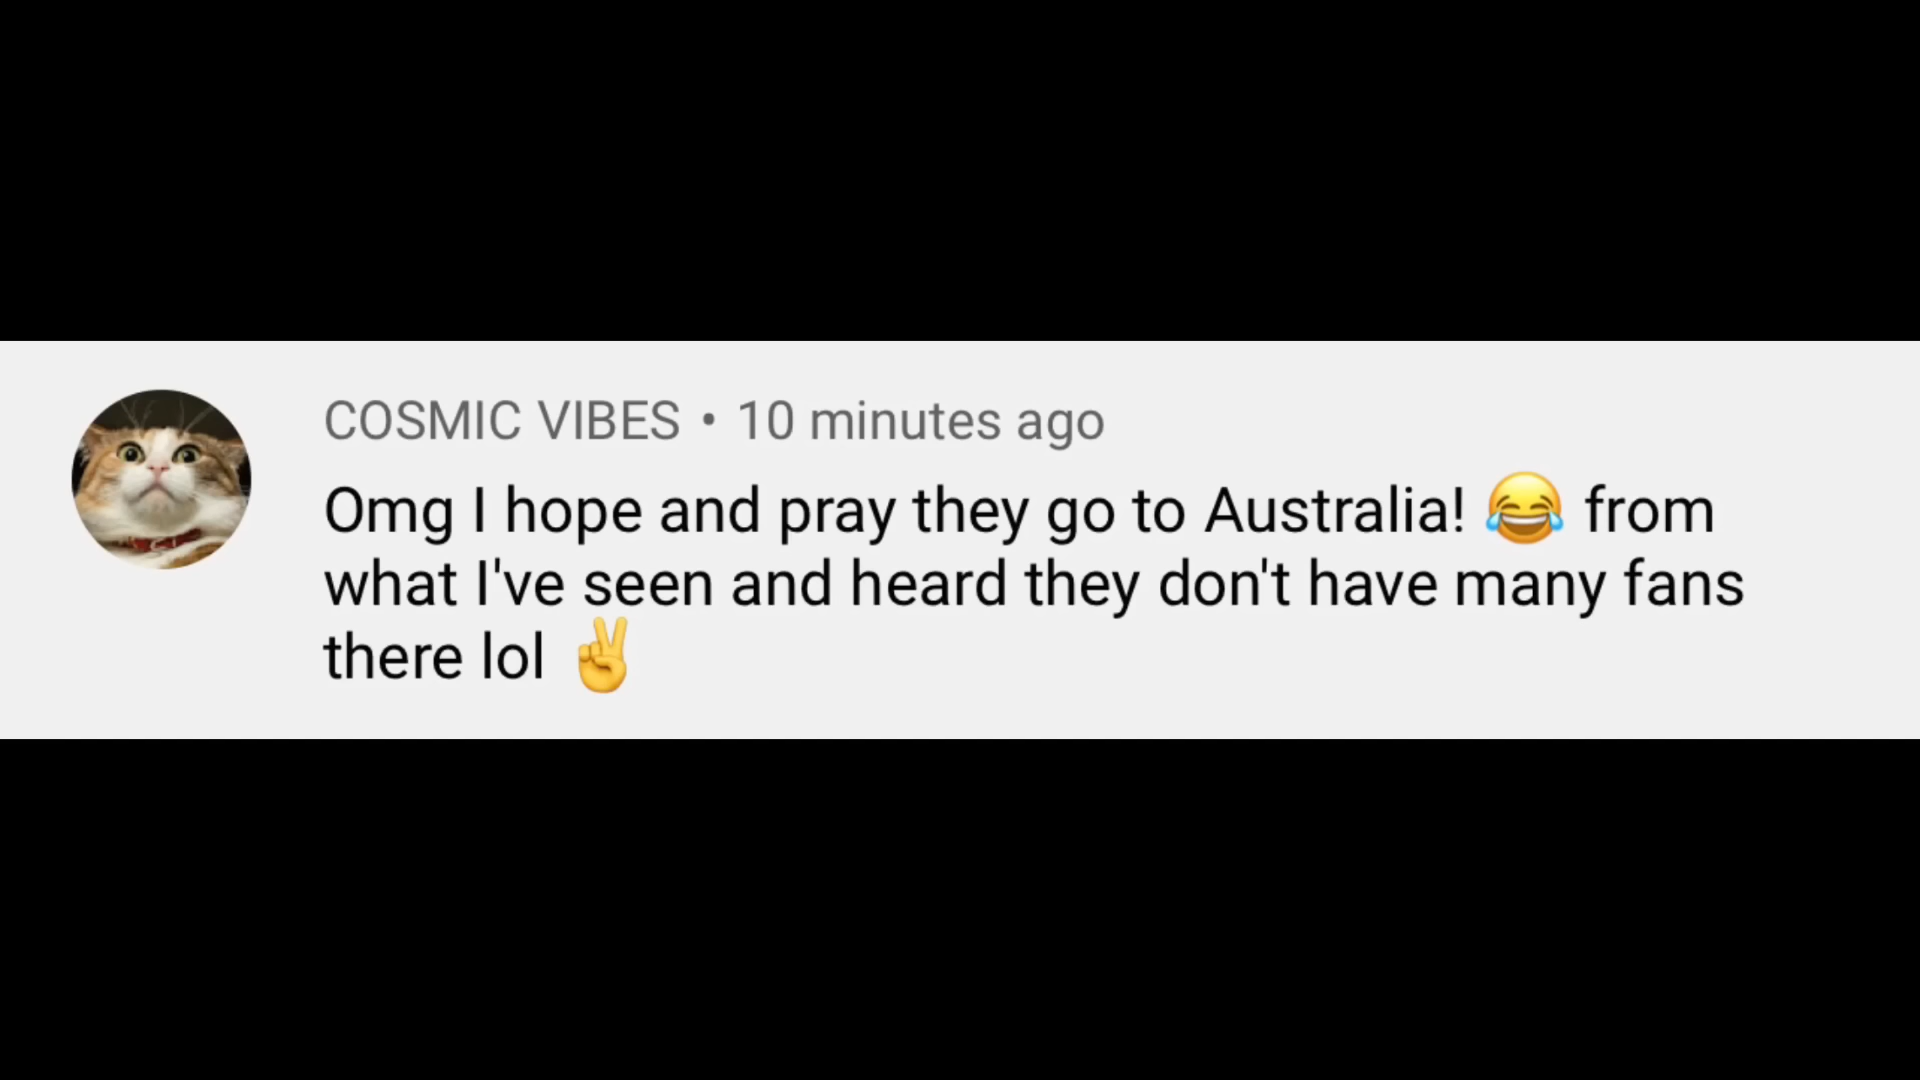 COSMIC VIBES • 10 minutes ago
Omg I hope and pray they go to Australia! 😂 from
what I've seen and heard they don't have many fans
there lol ✌